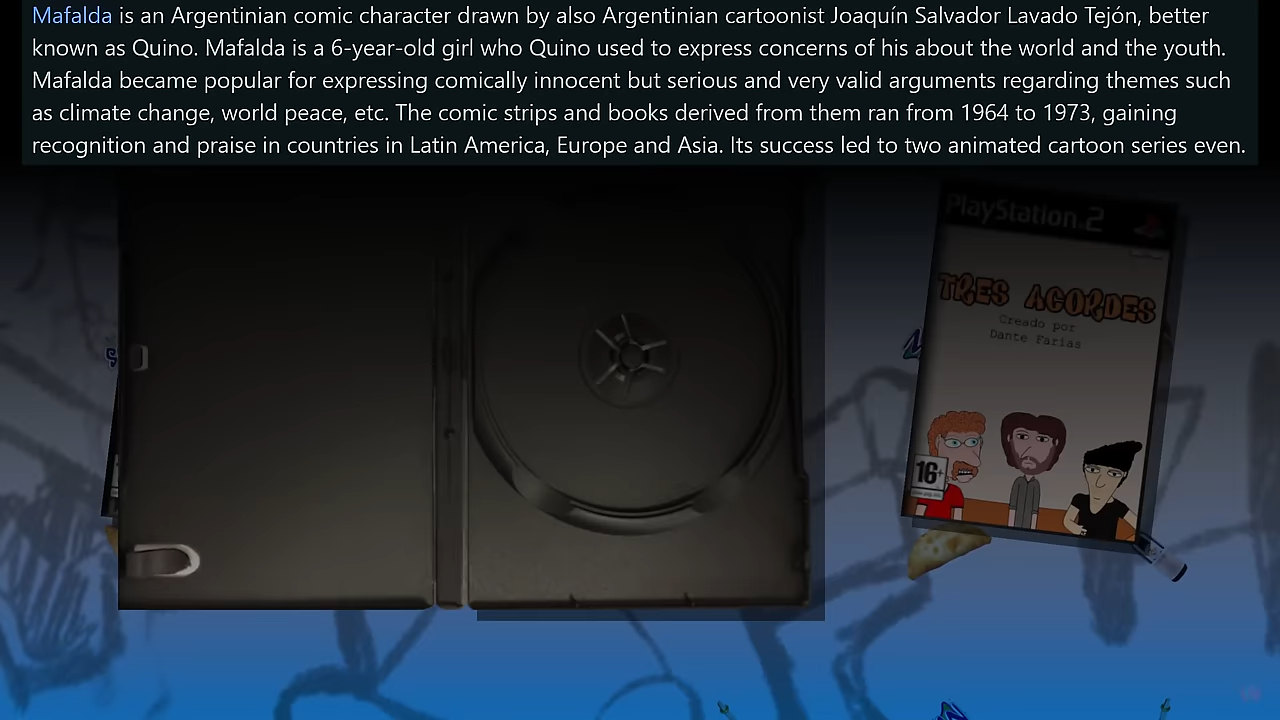 Mafalda is an Argentinian comic character drawn by also Argentinian cartoonist Joaquín Salvador Lavado Tejón, better
known as Quino. Mafalda is a 6-year-old girl who Quino used to express concerns of his about the world and the youth.
Mafalda became popular for expressing comically innocent but serious and very valid arguments regarding themes such
as climate change, world peace, etc. The comic strips and books derived from them ran from 1964 to 1973, gaining
recognition and praise in countries in Latin America, Europe and Asia. Its success led to two animated cartoon series even.
PlayStation.2
TRES ACORDES
Creado por
Dante Farías
16+